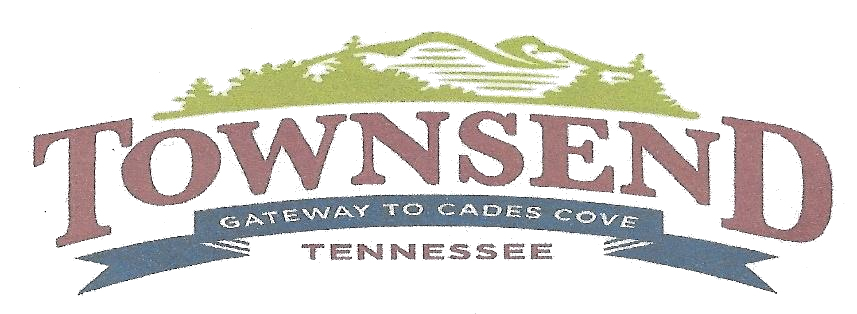 TOWNSEND
GATEWAY TO CADES COVE
TENNESSEE